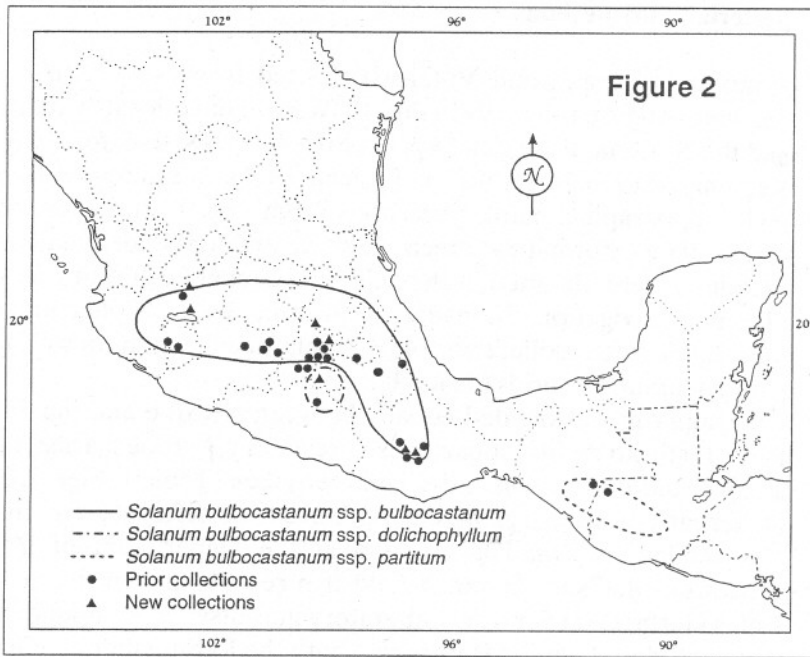 102° 96° 90°
Figure 2
N
20° 20
Solanum bulbocastanum ssp. bulbocastanum
Solanum bulbocastanum ssp. dolichophyllum
Solanum bulbocastanum ssp. partitum
Prior collections
New collections
102° 96° 90°